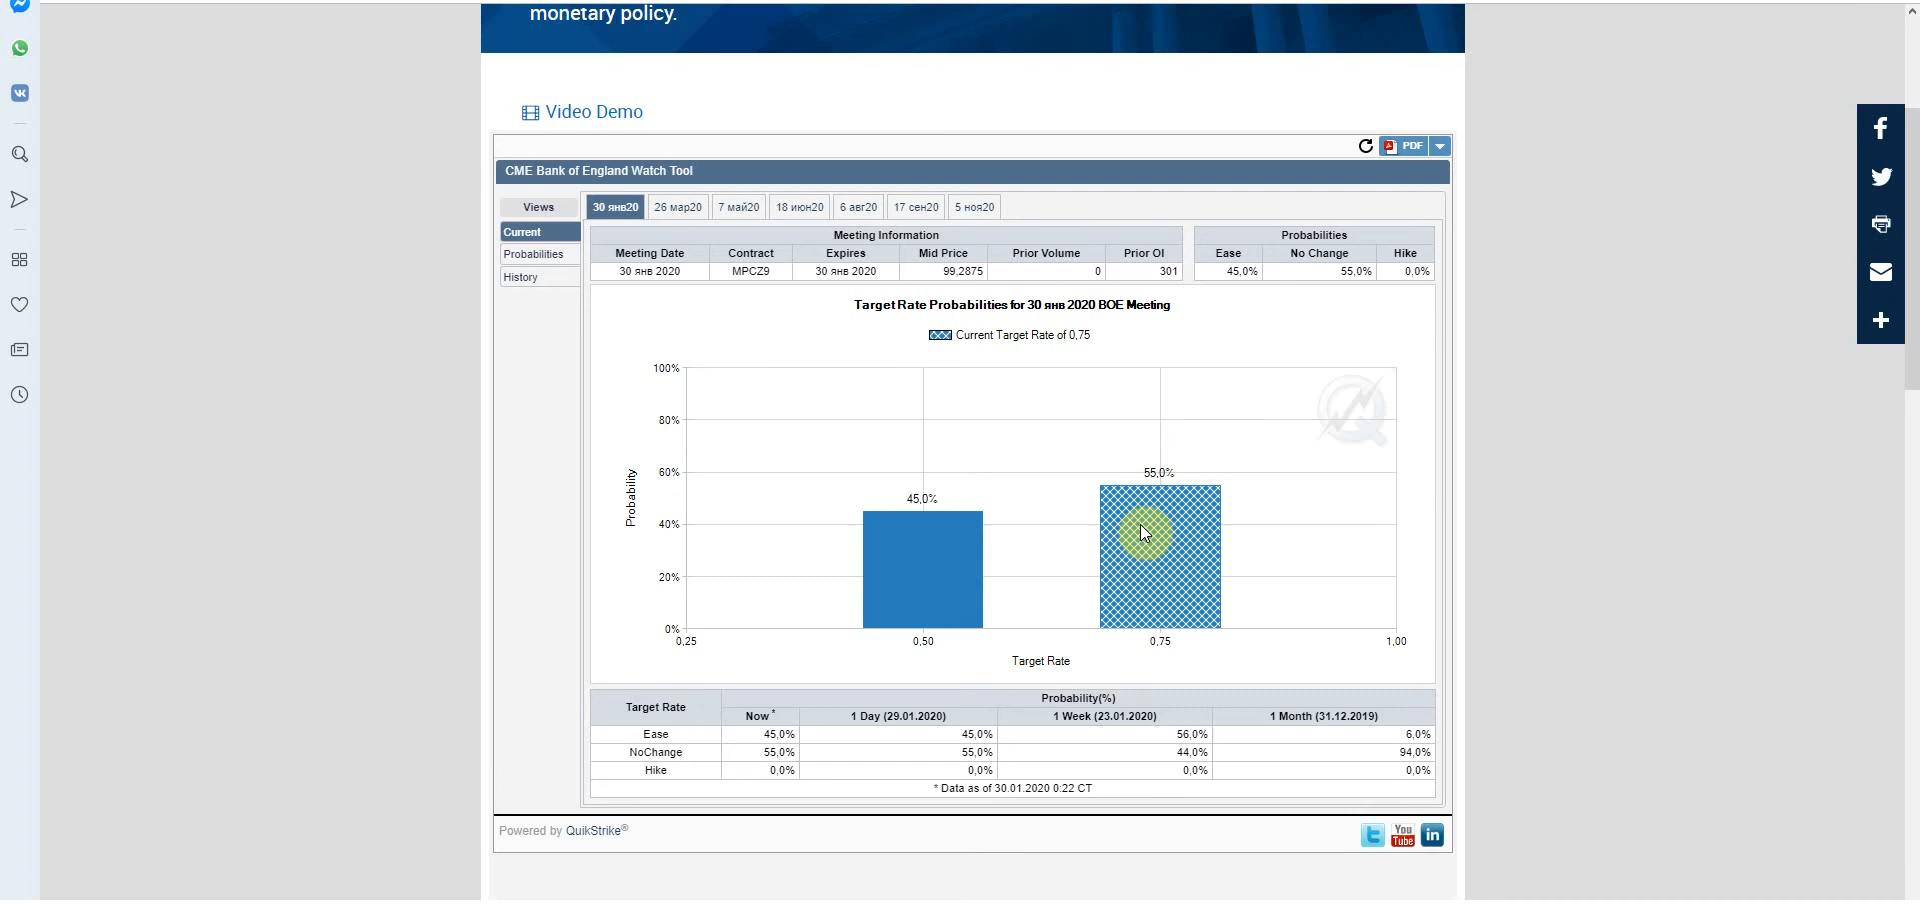 monetary policy.
Video Demo
PDF
CME Bank of England Watch Tool
Views
Current
Probabilities
History
30 янв20 26 мар20 7 май20 18 июн20 6 авг20 17 сен20 5 ноя20
Meeting Information
Meeting Date Contract Expires Mid Price Prior Volume Prior OI
30 янв 2020 MPCZ9 30 янв 2020 99,2875 0 301
Probabilities
Ease No Change Hike
45,0% 55,0% 0,0%
Target Rate Probabilities for 30 янв 2020 BOE Meeting
Current Target Rate of 0,75
100%
80%
60%
40%
20%
0%
Probability
45,0%
55,0%
0,25 0,50 0,75 1,00
Target Rate
Target Rate Probability(%)
Now * 1 Day (29.01.2020) 1 Week (23.01.2020) 1 Month (31.12.2019)
Ease 45,0% 45,0% 56,0% 6,0%
NoChange 55,0% 55,0% 44,0% 94,0%
Hike 0,0% 0,0% 0,0% 0,0%
* Data as of 30.01.2020 0:22 CT
Powered by QuikStrike®
You
Tube
in